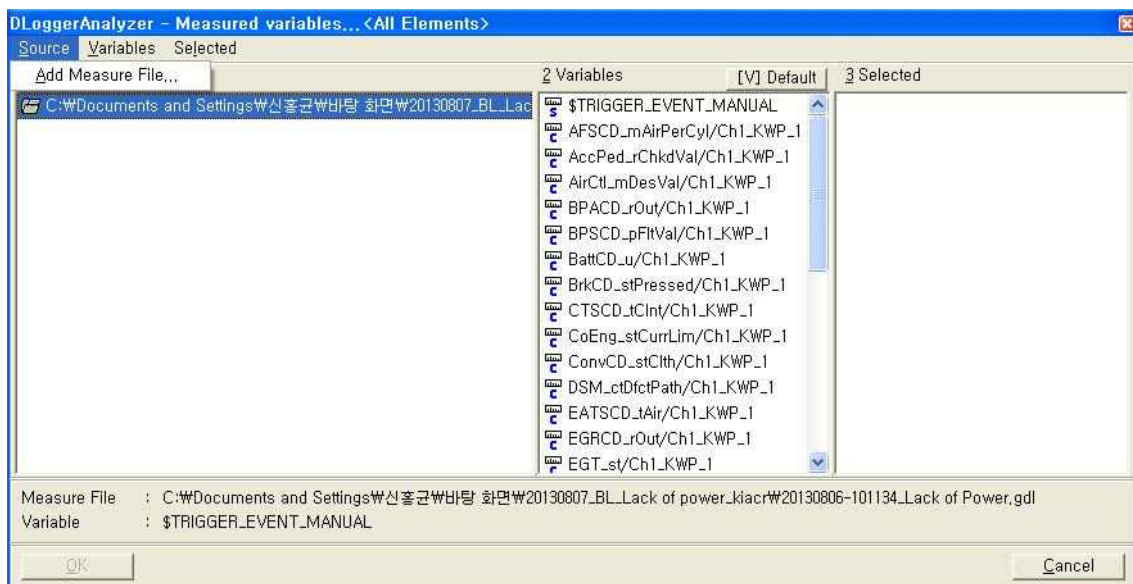 DLoggerAnalyzer - Measured variables...<All Elements>
Source Variables Selected
Add Measure File...
2 Variables [V] Default 3 Selected
C:₩Documents and Settings₩신홍균₩바탕 화면₩20130807_BL_Lac
$TRIGGER_EVENT_MANUAL
AFSCD_mAirPerCyl/Ch1_KWP_1
AccPed_rChkdVal/Ch1_KWP_1
AirCtl_mDesVal/Ch1_KWP_1
BPACD_rOut/Ch1_KWP_1
BPSCD_pFltVal/Ch1_KWP_1
BattCD_u/Ch1_KWP_1
BrkCD_stPressed/Ch1_KWP_1
CTSCD_tClnt/Ch1_KWP_1
CoEng_stCurrLim/Ch1_KWP_1
ConvCD_stClth/Ch1_KWP_1
DSM_ctDfctPath/Ch1_KWP_1
EATSCD_tAir/Ch1_KWP_1
EGRCD_rOut/Ch1_KWP_1
EGT_st/Ch1_KWP_1
Measure File : C:₩Documents and Settings₩신홍균₩바탕 화면₩20130807_BL_Lack of power_kiacr₩20130806-101134_Lack of Power.gdl
Variable : $TRIGGER_EVENT_MANUAL
OK Cancel